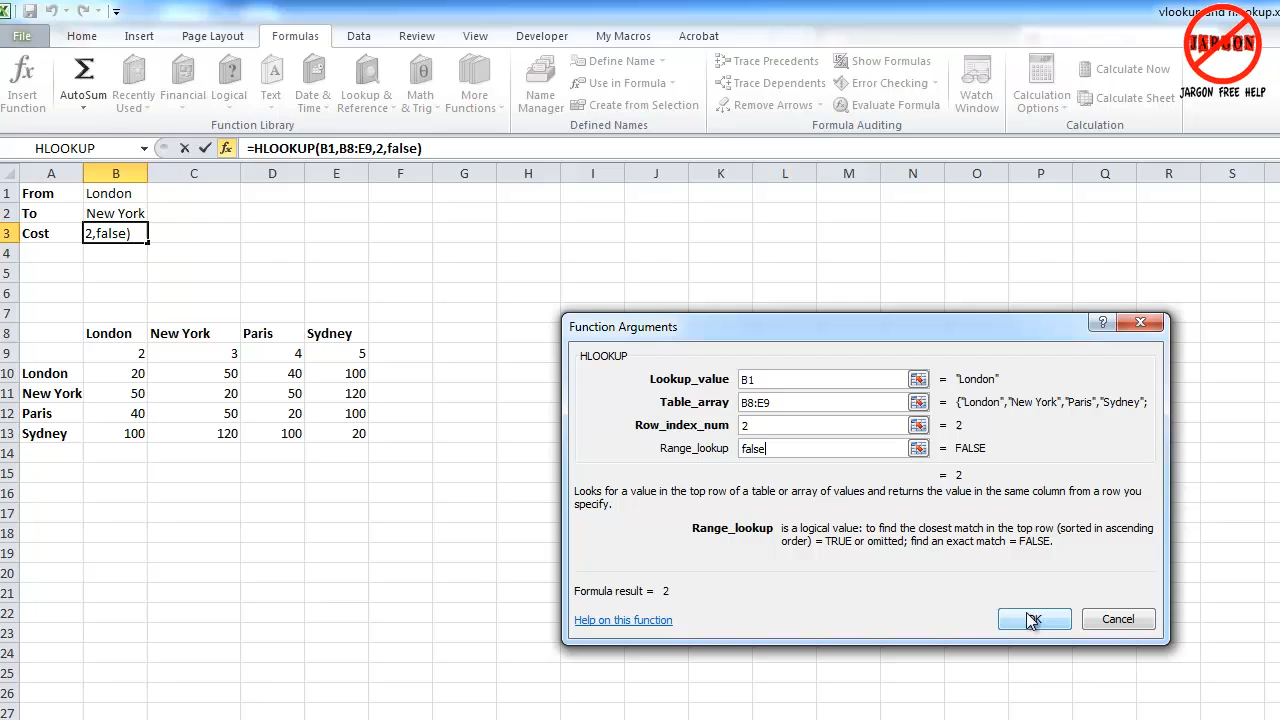 vlookup and hlookup.x
File Home Insert Page Layout Formulas Data Review View Developer My Macros Acrobat
JARGON
JARGON FREE HELP
fx Insert Function
Σ AutoSum
Recently Used
Financial
Logical
Text
Date & Time
Lookup & Reference
Math & Trig
More Functions
Function Library
Name Manager
Define Name
Use in Formula
Create from Selection
Defined Names
Trace Precedents
Trace Dependents
Remove Arrows
Show Formulas
Error Checking
Evaluate Formula
Formula Auditing
Watch Window
Calculation Options
Calculate Now
Calculate Sheet
Calculation
HLOOKUP fx =HLOOKUP(B1,B8:E9,2,false)
A B C D E F G H I J K L M N O P Q R S
1 From London
2 To New York
3 Cost 2,false)
4
5
6
7
8 London New York Paris Sydney
9 2 3 4 5
10 London 20 50 40 100
11 New York 50 20 50 120
12 Paris 40 50 20 100
13 Sydney 100 120 100 20
14
15
16
17
18
19
20
21
22
23
24
25
26
27
Function Arguments ?
HLOOKUP
Lookup_value B1 = "London"
Table_array B8:E9 = {"London","New York","Paris","Sydney";
Row_index_num 2 = 2
Range_lookup false = FALSE
= 2
Looks for a value in the top row of a table or array of values and returns the value in the same column from a row you
specify.
Range_lookup is a logical value: to find the closest match in the top row (sorted in ascending
order) = TRUE or omitted; find an exact match = FALSE.
Formula result = 2
Help on this function
OK Cancel